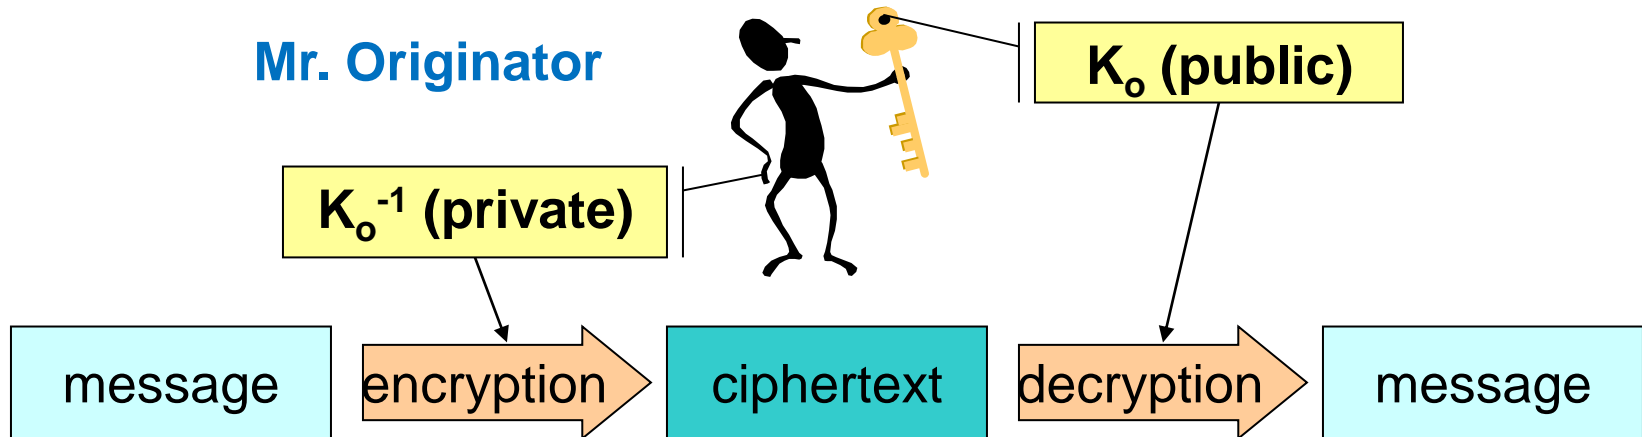 Mr. Originator
Kₒ (public)
Kₒ⁻¹ (private)
message
encryption
ciphertext
decryption
message